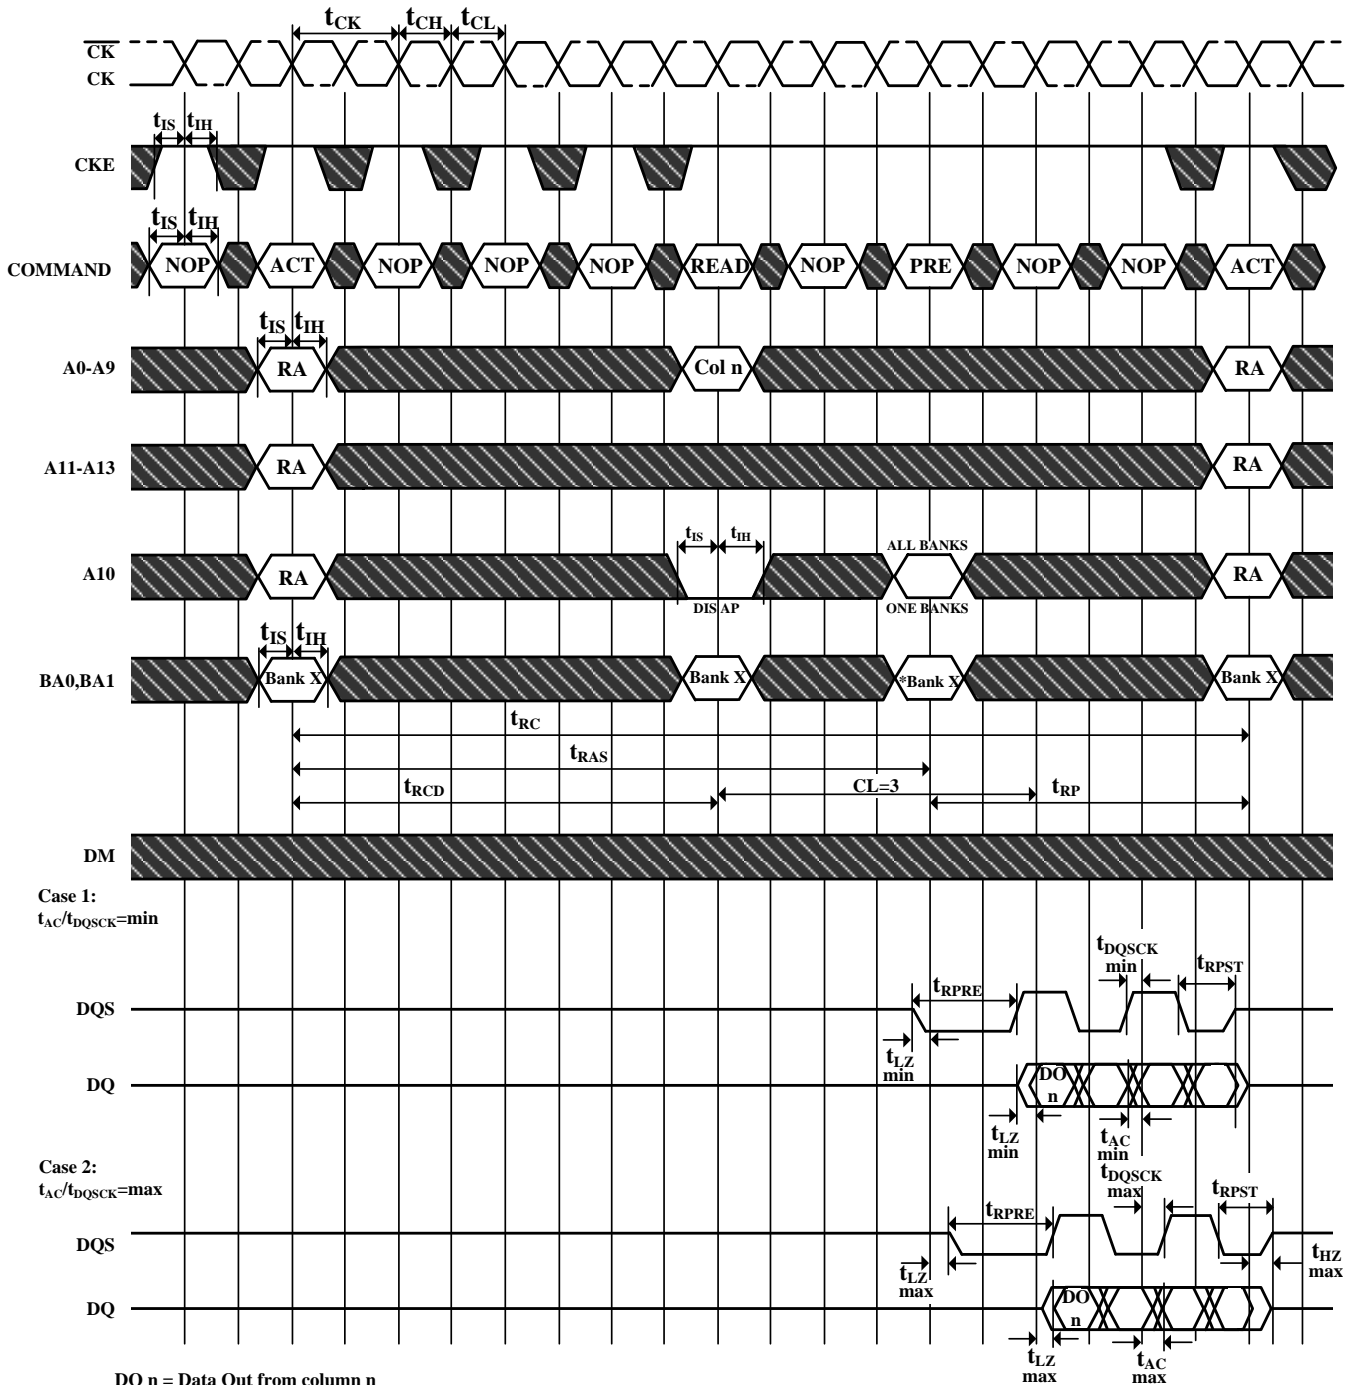 tCK tCH tCL
CK
CK
tIS tIH
CKE
tIS tIH
COMMAND NOP ACT NOP NOP NOP READ NOP PRE NOP NOP ACT
tIS tIH
A0-A9 RA Col n RA
A11-A13 RA RA
tIS tIH ALL BANKS
A10 RA RA
DIS AP ONE BANKS
tIS tIH
BA0,BA1 Bank X Bank X *Bank X Bank X
tRC
tRAS
tRCD CL=3 tRP
DM
Case 1:
tAC/tDQSCK=min
tDQSCK
min
tRPST
tRPRE
DQS
tLZ
min
DQ DO
n
tLZ
min
tAC
min
Case 2:
tAC/tDQSCK=max
tDQSCK
max
tRPST
tRPRE
DQS
tHZ
max
tLZ
max
DQ DO
n
tLZ
max
tAC
max
DO n = Data Out from column n